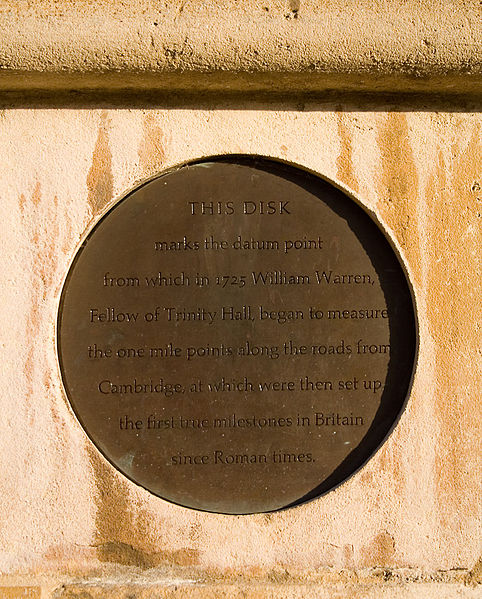 THIS DISK
marks the datum point
from which in 1725 William Warren,
Fellow of Trinity Hall, began to measure
the one mile points along the roads from
Cambridge, at which were then set up
the first true milestones in Britain
since Roman times.